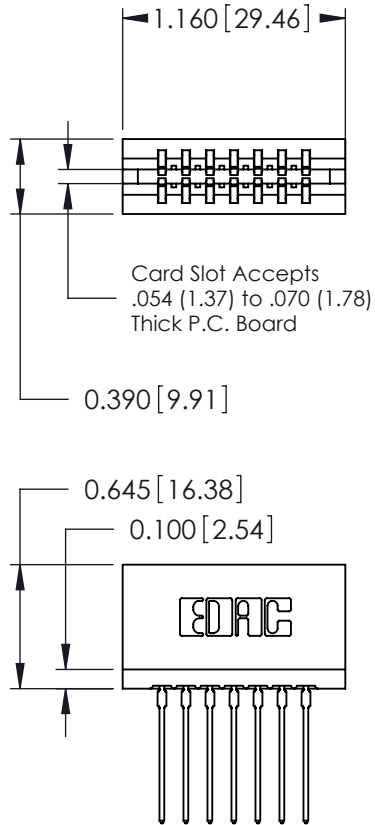 1.160 [29.46]
Card Slot Accepts
.054 (1.37) to .070 (1.78)
Thick P.C. Board
0.390 [9.91]
0.645 [16.38]
0.100 [2.54]
EDAC